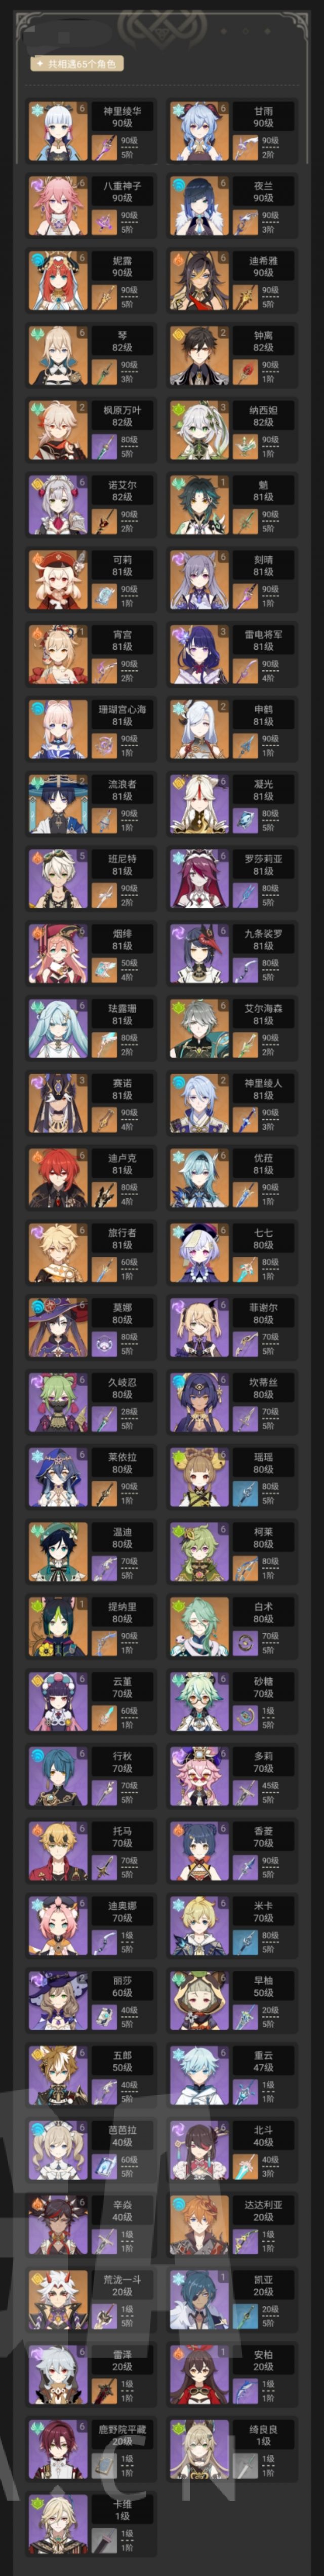 共相遇65个角色
6
神里绫华
90级
90级
5阶
6
甘雨
90级
90级
2阶
6
八重神子
90级
90级
5阶
6
夜兰
90级
90级
3阶
6
妮露
90级
90级
5阶
6
迪希雅
90级
90级
5阶
6
琴
82级
90级
3阶
2
钟离
82级
90级
1阶
2
枫原万叶
82级
80级
5阶
3
纳西妲
82级
90级
1阶
6
诺艾尔
82级
90级
2阶
1
魈
81级
90级
5阶
可莉
81级
90级
1阶
6
刻晴
81级
90级
1阶
1
宵宫
81级
90级
2阶
3
雷电将军
81级
90级
4阶
珊瑚宫心海
81级
90级
1阶
2
申鹤
81级
90级
1阶
2
流浪者
81级
90级
1阶
6
凝光
81级
80级
5阶
5
班尼特
81级
90级
2阶
6
罗莎莉亚
81级
80级
5阶
6
烟绯
81级
50级
4阶
6
九条裟罗
81级
80级
5阶
6
珐露珊
81级
80级
2阶
6
艾尔海森
81级
90级
2阶
3
赛诺
81级
90级
4阶
神里绫人
81级
90级
3阶
6
迪卢克
81级
80级
4阶
6
优菈
81级
90级
1阶
6
旅行者
81级
60级
1阶
6
七七
80级
80级
1阶
6
莫娜
80级
80级
5阶
6
菲谢尔
80级
70级
5阶
6
久岐忍
80级
28级
5阶
6
坎蒂丝
80级
70级
5阶
6
莱依拉
80级
90级
1阶
6
瑶瑶
80级
80级
5阶
温迪
80级
70级
5阶
6
柯莱
80级
80级
1阶
1
提纳里
80级
90级
1阶
白术
80级
70级
5阶
6
云堇
70级
60级
1阶
6
砂糖
70级
1级
5阶
6
行秋
70级
70级
5阶
6
多莉
70级
45级
5阶
6
托马
70级
70级
5阶
6
香菱
70级
90级
5阶
6
迪奥娜
70级
1级
5阶
6
米卡
70级
80级
5阶
丽莎
60级
40级
5阶
6
早柚
50级
20级
5阶
6
五郎
50级
40级
5阶
6
重云
47级
1级
1阶
6
芭芭拉
40级
60级
5阶
6
北斗
40级
40级
3阶
6
辛焱
40级
1级
1阶
达达利亚
20级
1级
1阶
荒泷一斗
20级
1级
5阶
1
凯亚
20级
20级
5阶
6
雷泽
20级
1级
1阶
1
安柏
20级
1级
1阶
6
鹿野院平藏
20级
1级
1阶
绮良良
1级
1级
1阶
卡维
1级
1级
1阶